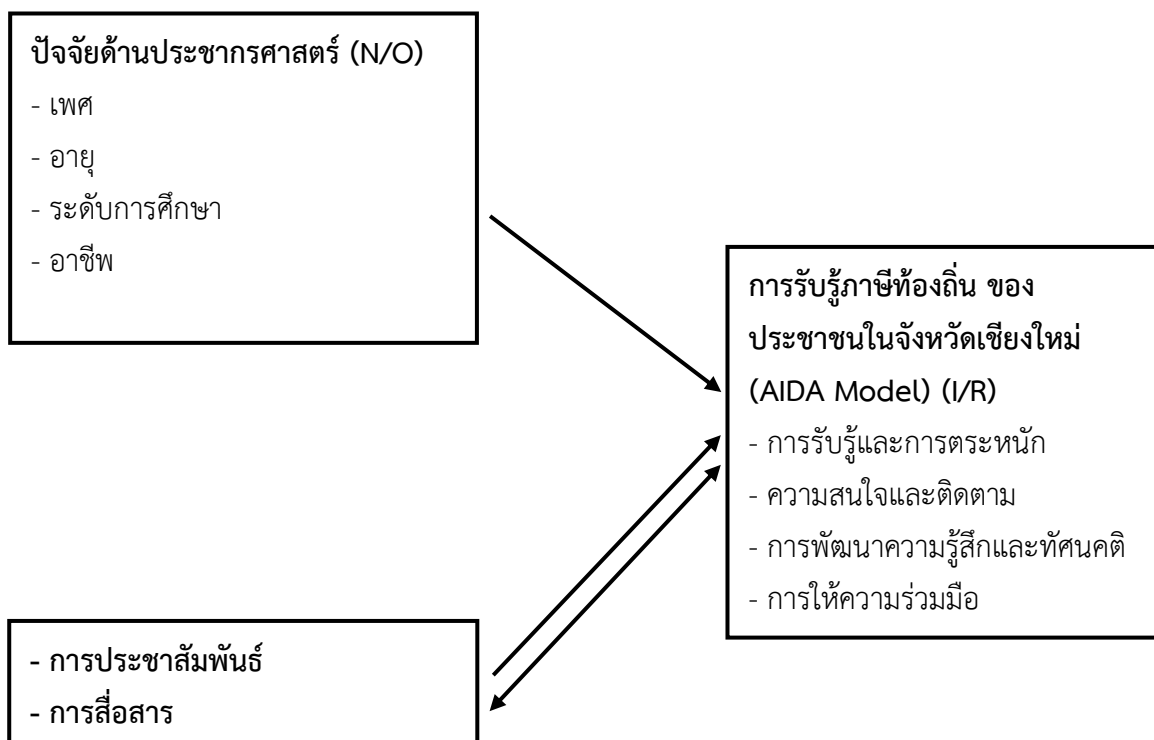 ปัจจัยด้านประชากรศาสตร์ (N/O)
- เพศ
- อายุ
- ระดับการศึกษา
- อาชีพ
การรับรู้ภาษีท้องถิ่น ของ
ประชาชนในจังหวัดเชียงใหม่
(AIDA Model) (I/R)
- การรับรู้และการตระหนัก
- ความสนใจและติดตาม
- การพัฒนาความรู้สึกและทัศนคติ
- การให้ความร่วมมือ
- การประชาสัมพันธ์
- การสื่อสาร